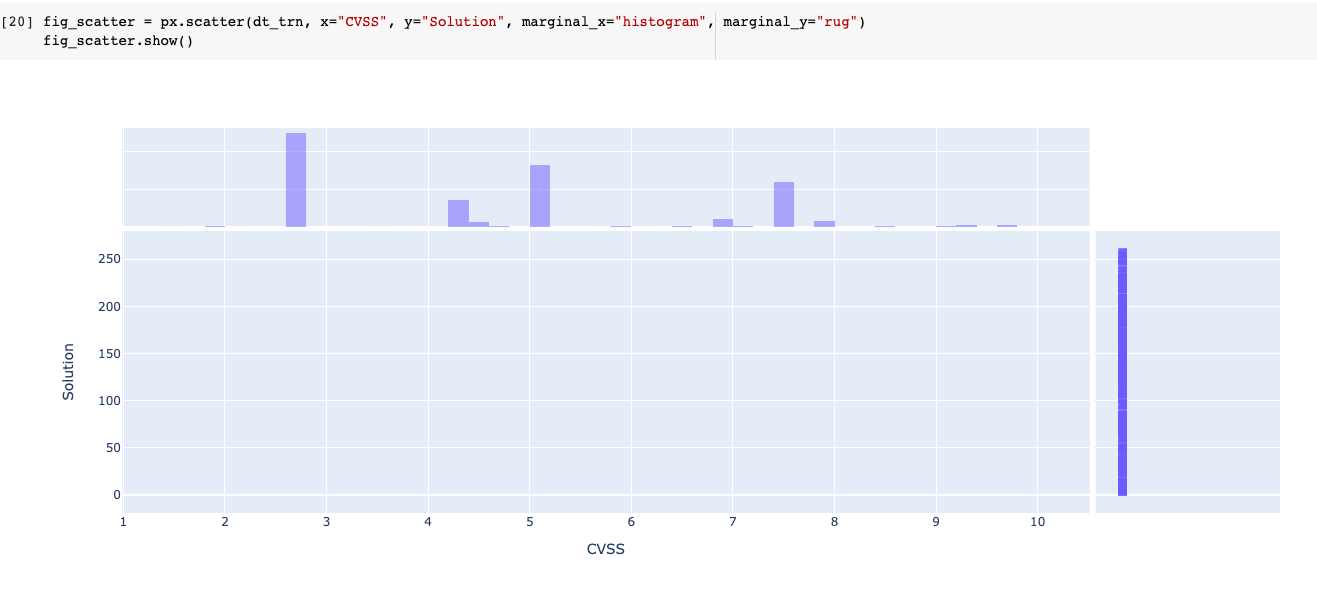 [20] fig_scatter = px.scatter(dt_trn, x="CVSS", y="Solution", marginal_x="histogram", marginal_y="rug")
fig_scatter.show()
250
200
150
100
50
0
Solution
1 2 3 4 5 6 7 8 9 10
CVSS